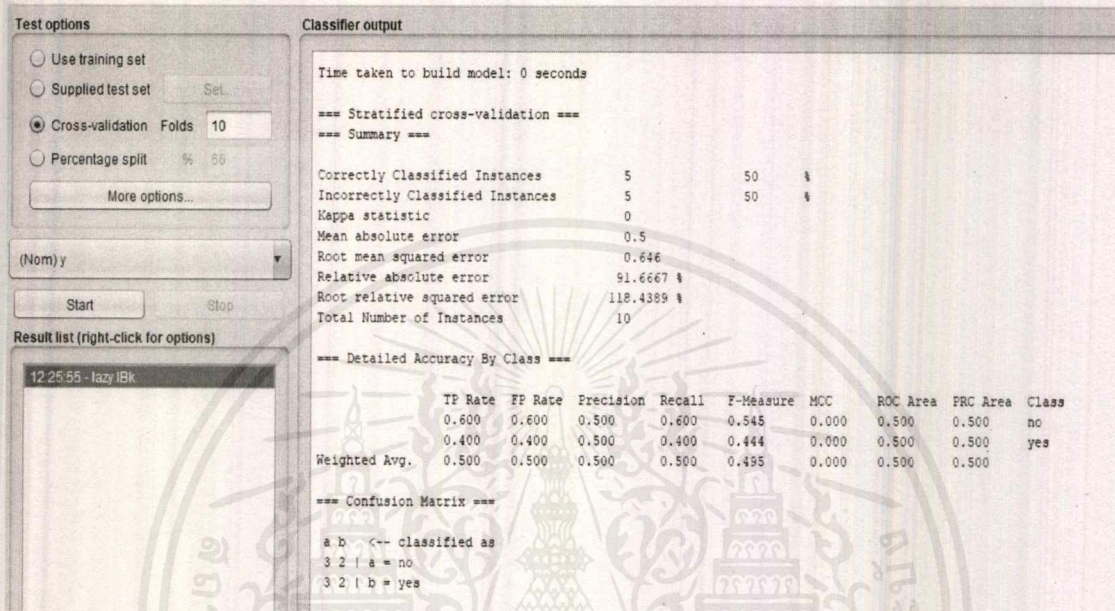 Test options
Use training set
Supplied test set Set...
Cross-validation Folds 10
Percentage split % 66
More options...
(Nom) y
Start Stop
Result list (right-click for options)
12:25:55 - lazy.IBk
Classifier output
Time taken to build model: 0 seconds
=== Stratified cross-validation ===
=== Summary ===
Correctly Classified Instances 5 50 %
Incorrectly Classified Instances 5 50 %
Kappa statistic 0
Mean absolute error 0.5
Root mean squared error 0.646
Relative absolute error 91.6667 %
Root relative squared error 118.4389 %
Total Number of Instances 10
=== Detailed Accuracy By Class ===
TP Rate FP Rate Precision Recall F-Measure MCC ROC Area PRC Area Class
0.600 0.600 0.500 0.600 0.545 0.000 0.500 0.500 no
0.400 0.400 0.500 0.400 0.444 0.000 0.500 0.500 yes
Weighted Avg. 0.500 0.500 0.500 0.500 0.495 0.000 0.500 0.500
=== Confusion Matrix ===
a b <-- classified as
3 2 | a = no
3 2 | b = yes